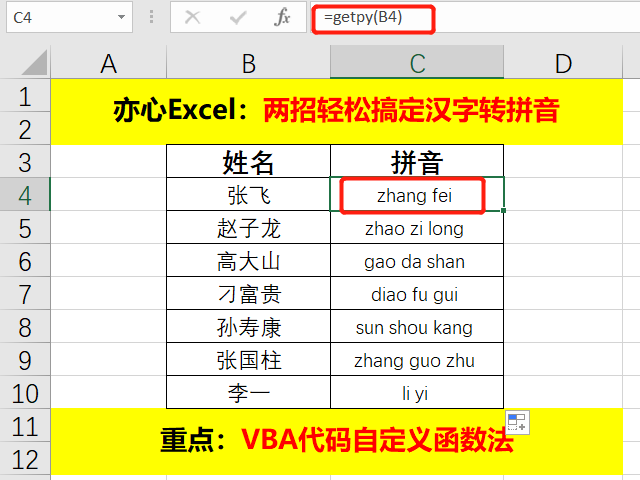 C4 fx =getpy(B4)
A B C D
1 亦心Excel：两招轻松搞定汉字转拼音
2
3 姓名 拼音
4 张飞 zhang fei
5 赵子龙 zhao zi long
6 高大山 gao da shan
7 刁富贵 diao fu gui
8 孙寿康 sun shou kang
9 张国柱 zhang guo zhu
10 李一 li yi
11 重点：VBA代码自定义函数法
12